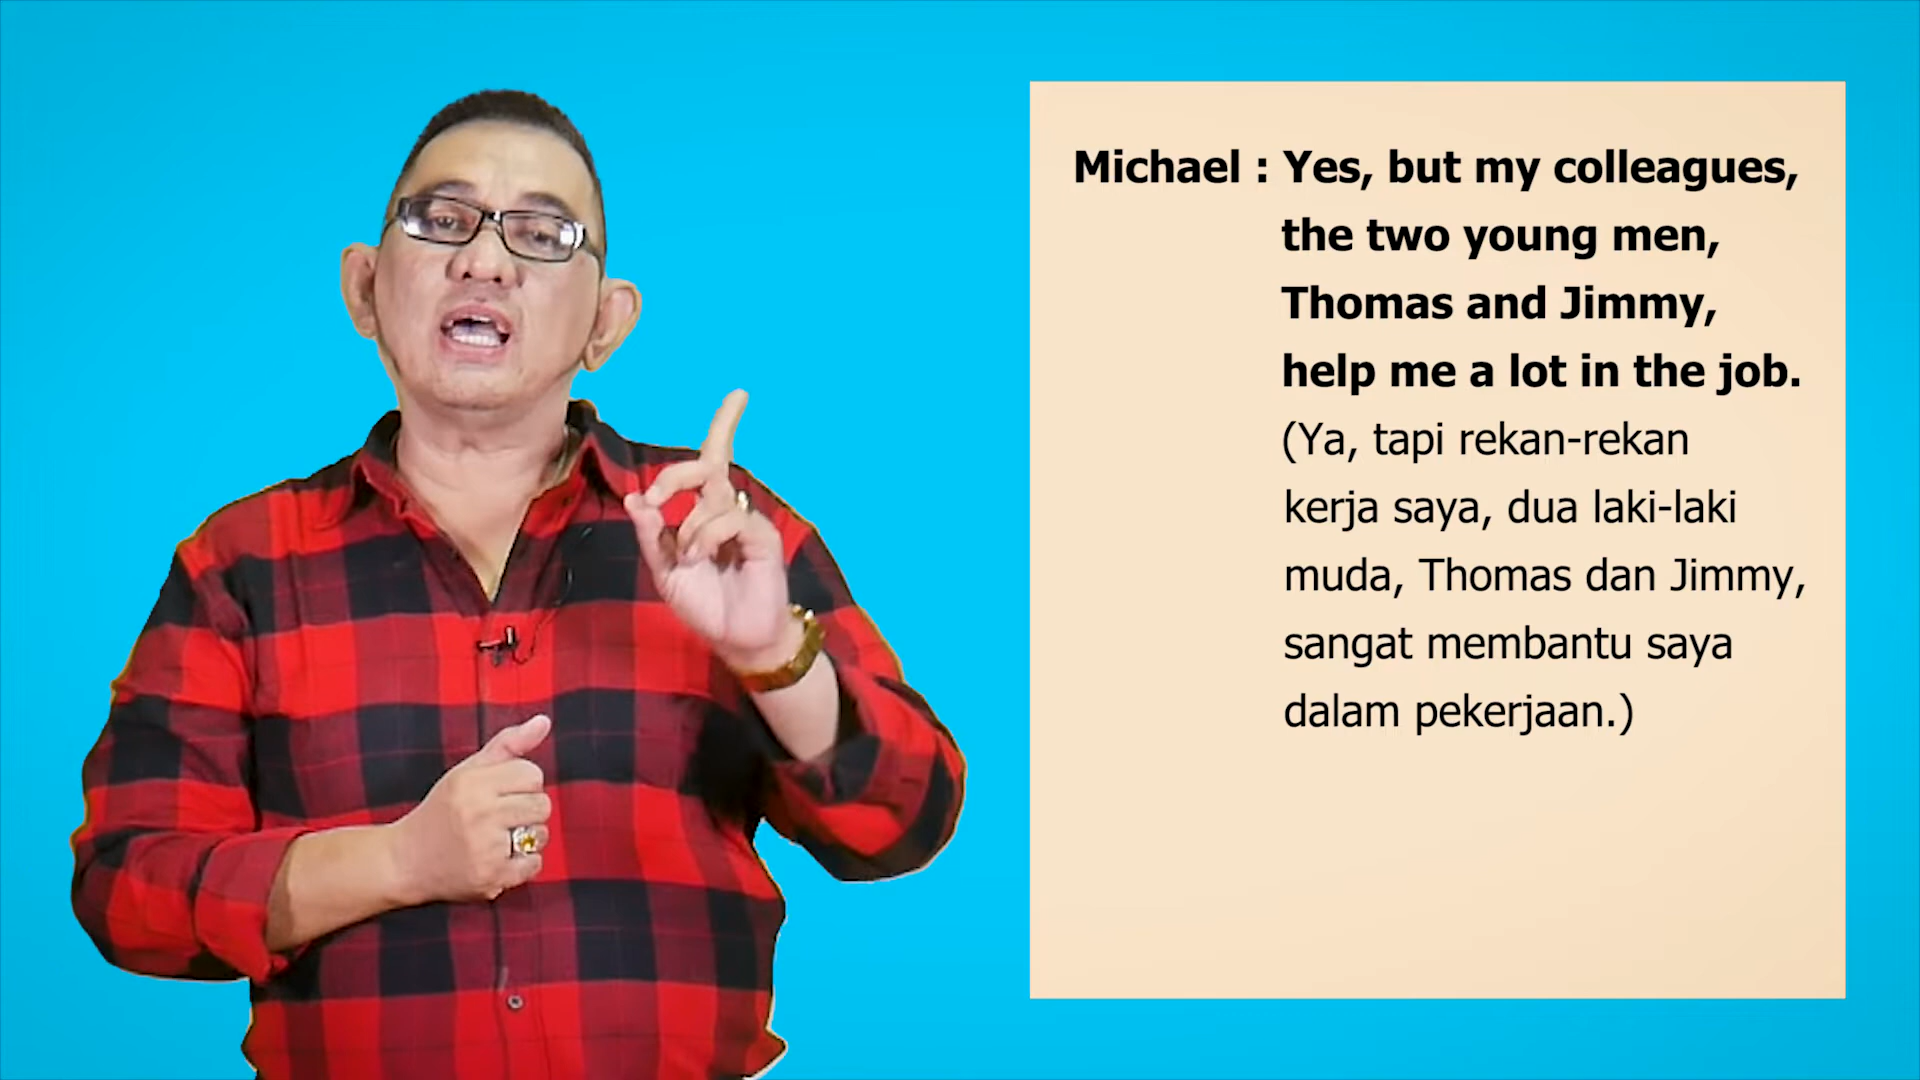 Michael : Yes, but my colleagues,
the two young men,
Thomas and Jimmy,
help me a lot in the job.
(Ya, tapi rekan-rekan
kerja saya, dua laki-laki
muda, Thomas dan Jimmy,
sangat membantu saya
dalam pekerjaan.)